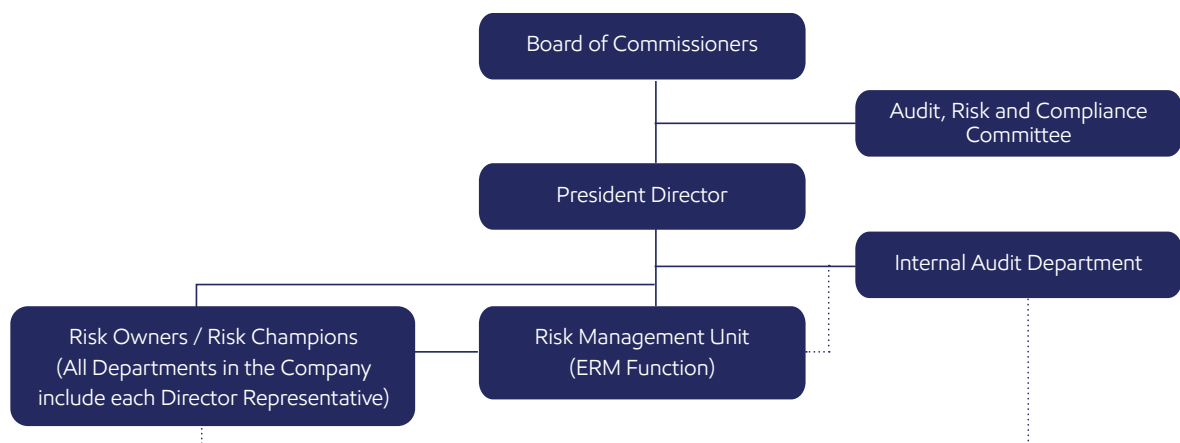 Board of Commissioners
Audit, Risk and Compliance
Committee
President Director
Internal Audit Department
Risk Owners / Risk Champions
(All Departments in the Company
include each Director Representative)
Risk Management Unit
(ERM Function)